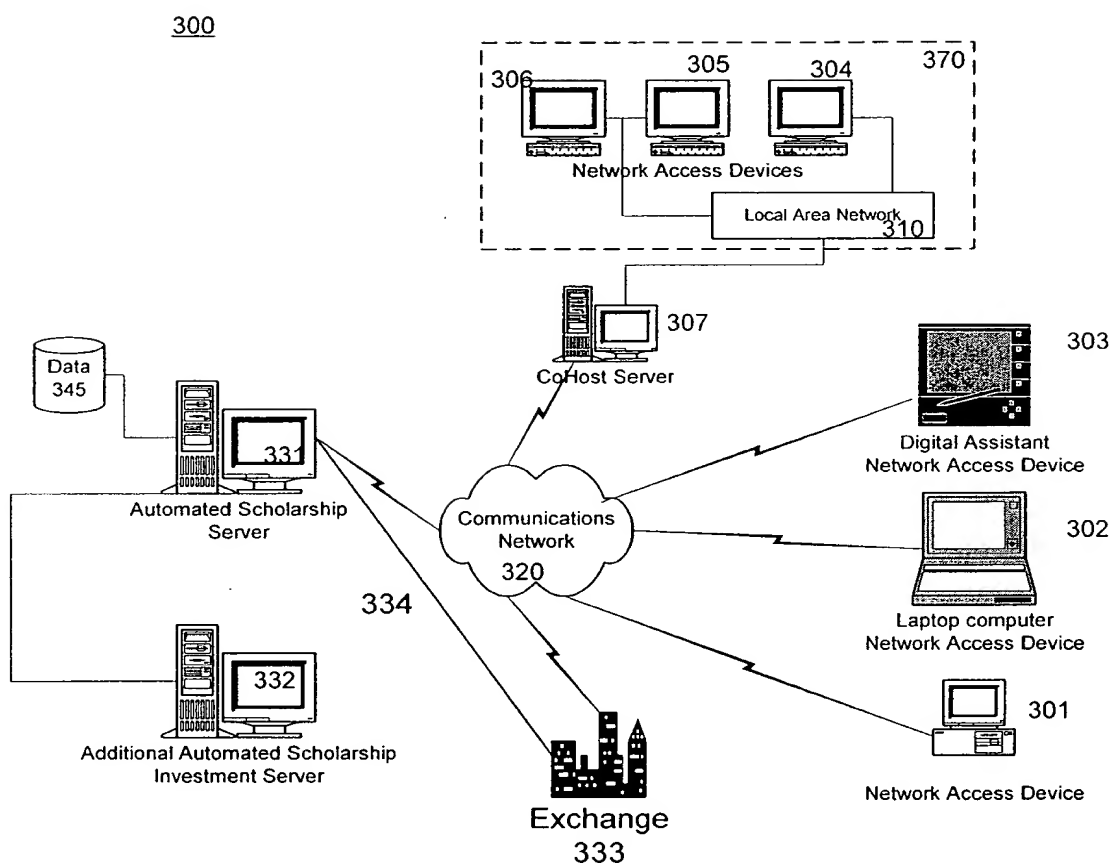 300
370
306
305
304
Network Access Devices
Local Area Network
310
307
CoHost Server
303
Digital Assistant
Network Access Device
Data
345
331
Automated Scholarship
Server
Communications
Network
320
302
Laptop computer
Network Access Device
334
332
Additional Automated Scholarship
Investment Server
301
Network Access Device
Exchange
333